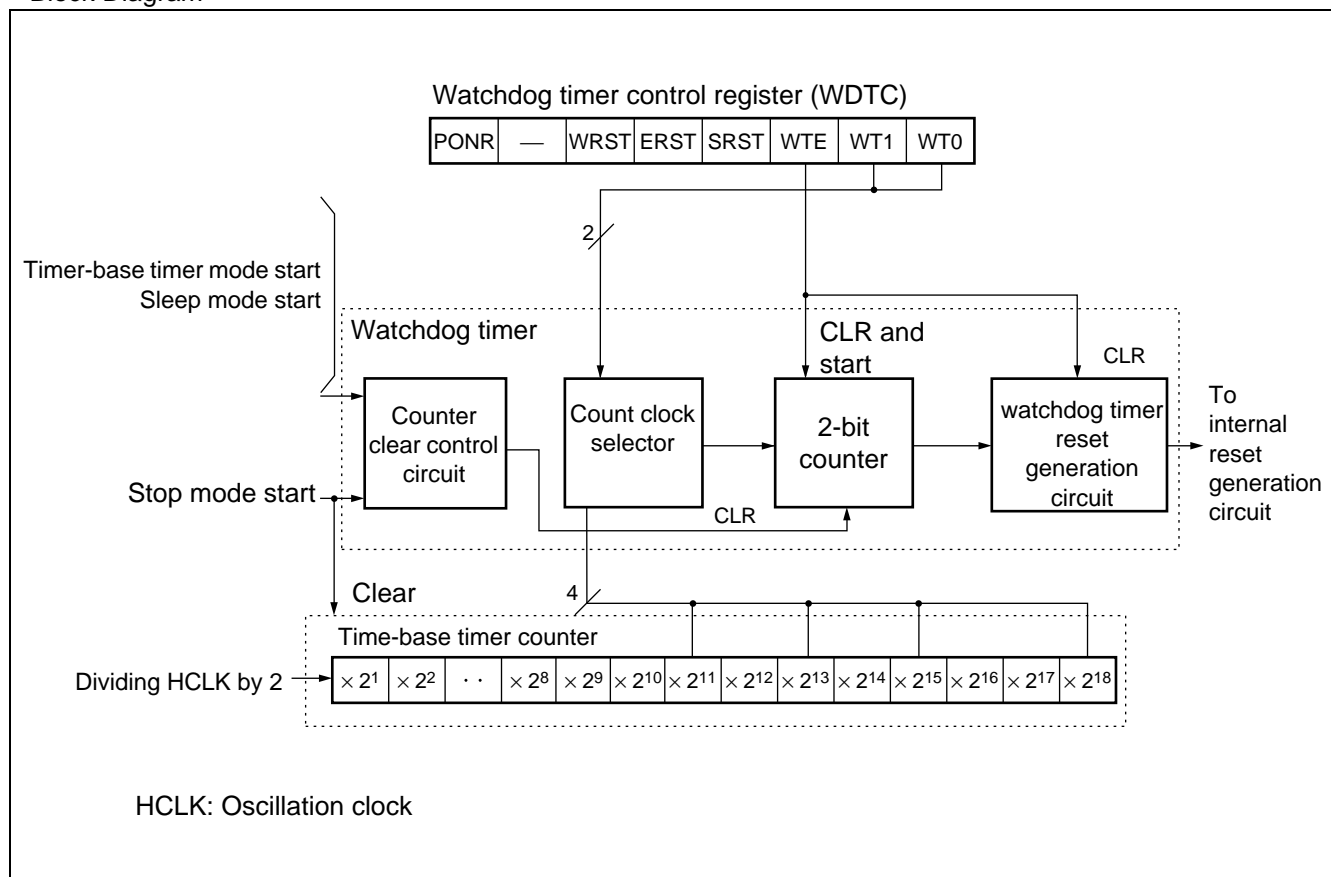 Block Diagram
Watchdog timer control register (WDTC)
PONR — WRST ERST SRST WTE WT1 WT0
2
Timer-base timer mode start
Sleep mode start
Watchdog timer
CLR and
start
CLR
Counter
clear control
circuit
Count clock
selector
2-bit
counter
watchdog timer
reset
generation
circuit
To
internal
reset
generation
circuit
Stop mode start
CLR
Clear
4
Time-base timer counter
Dividing HCLK by 2
× 2¹ × 2² ·· × 2⁸ × 2⁹ × 2¹⁰ × 2¹¹ × 2¹² × 2¹³ × 2¹⁴ × 2¹⁵ × 2¹⁶ × 2¹⁷ × 2¹⁸
HCLK: Oscillation clock